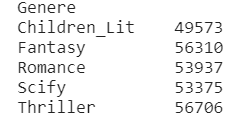 Genere
Children_Lit 49573
Fantasy 56310
Romance 53937
Scify 53375
Thriller 56706